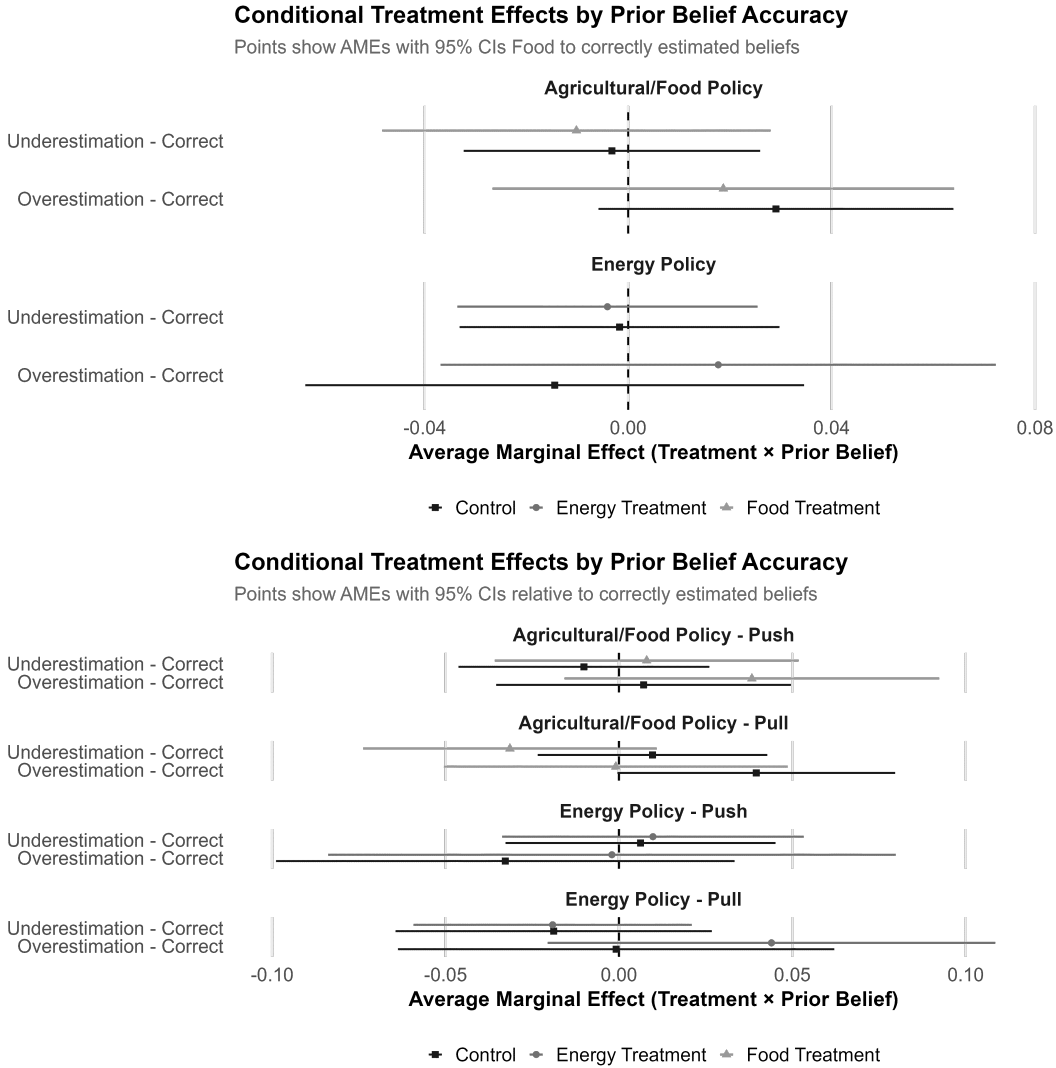 Conditional Treatment Effects by Prior Belief Accuracy
Points show AMEs with 95% CIs Food to correctly estimated beliefs
Agricultural/Food Policy
Underestimation - Correct
Overestimation - Correct
Energy Policy
Underestimation - Correct
Overestimation - Correct
-0.04 0.00 0.04 0.08
Average Marginal Effect (Treatment × Prior Belief)
Control Energy Treatment Food Treatment
Conditional Treatment Effects by Prior Belief Accuracy
Points show AMEs with 95% CIs relative to correctly estimated beliefs
Agricultural/Food Policy - Push
Underestimation - Correct
Overestimation - Correct
Agricultural/Food Policy - Pull
Underestimation - Correct
Overestimation - Correct
Energy Policy - Push
Underestimation - Correct
Overestimation - Correct
Energy Policy - Pull
Underestimation - Correct
Overestimation - Correct
-0.10 -0.05 0.00 0.05 0.10
Average Marginal Effect (Treatment × Prior Belief)
Control Energy Treatment Food Treatment